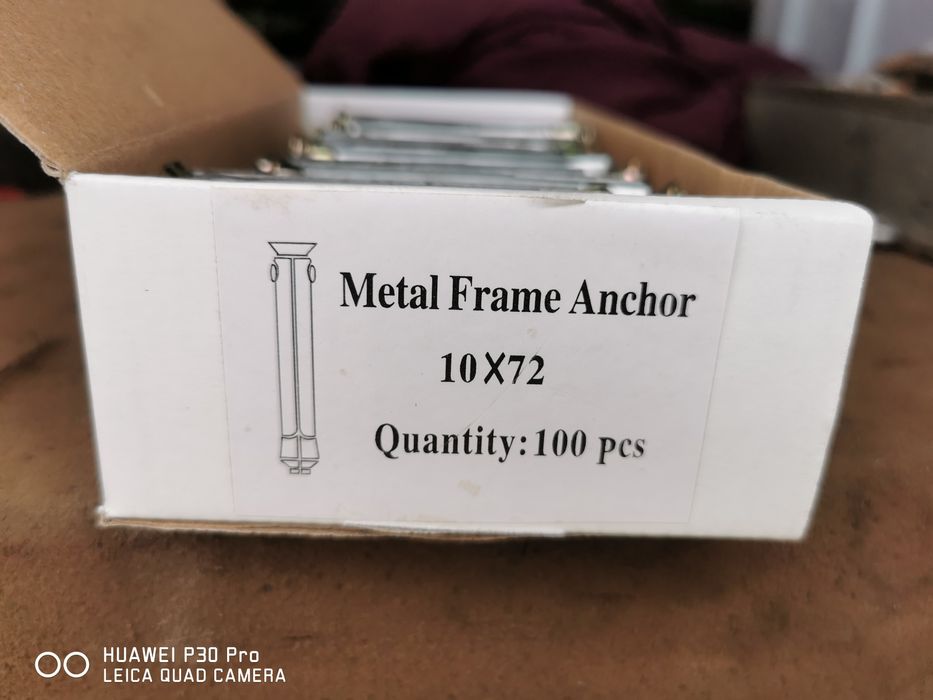 Metal Frame Anchor
10X72
Quantity: 100 pcs
HUAWEI P30 Pro
LEICA QUAD CAMERA